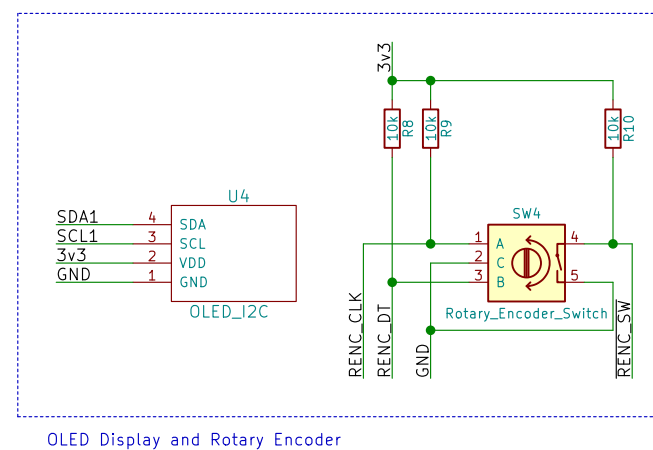 3v3
10k
R8
10k
R9
10k
R10
U4
SDA1
4
SDA
SCL1
3
SCL
3v3
2
VDD
GND
1
GND
OLED_I2C
SW4
1
A
4
2
C
3
B
5
Rotary_Encoder_Switch
RENC_CLK
RENC_DT
GND
RENC_SW
OLED Display and Rotary Encoder